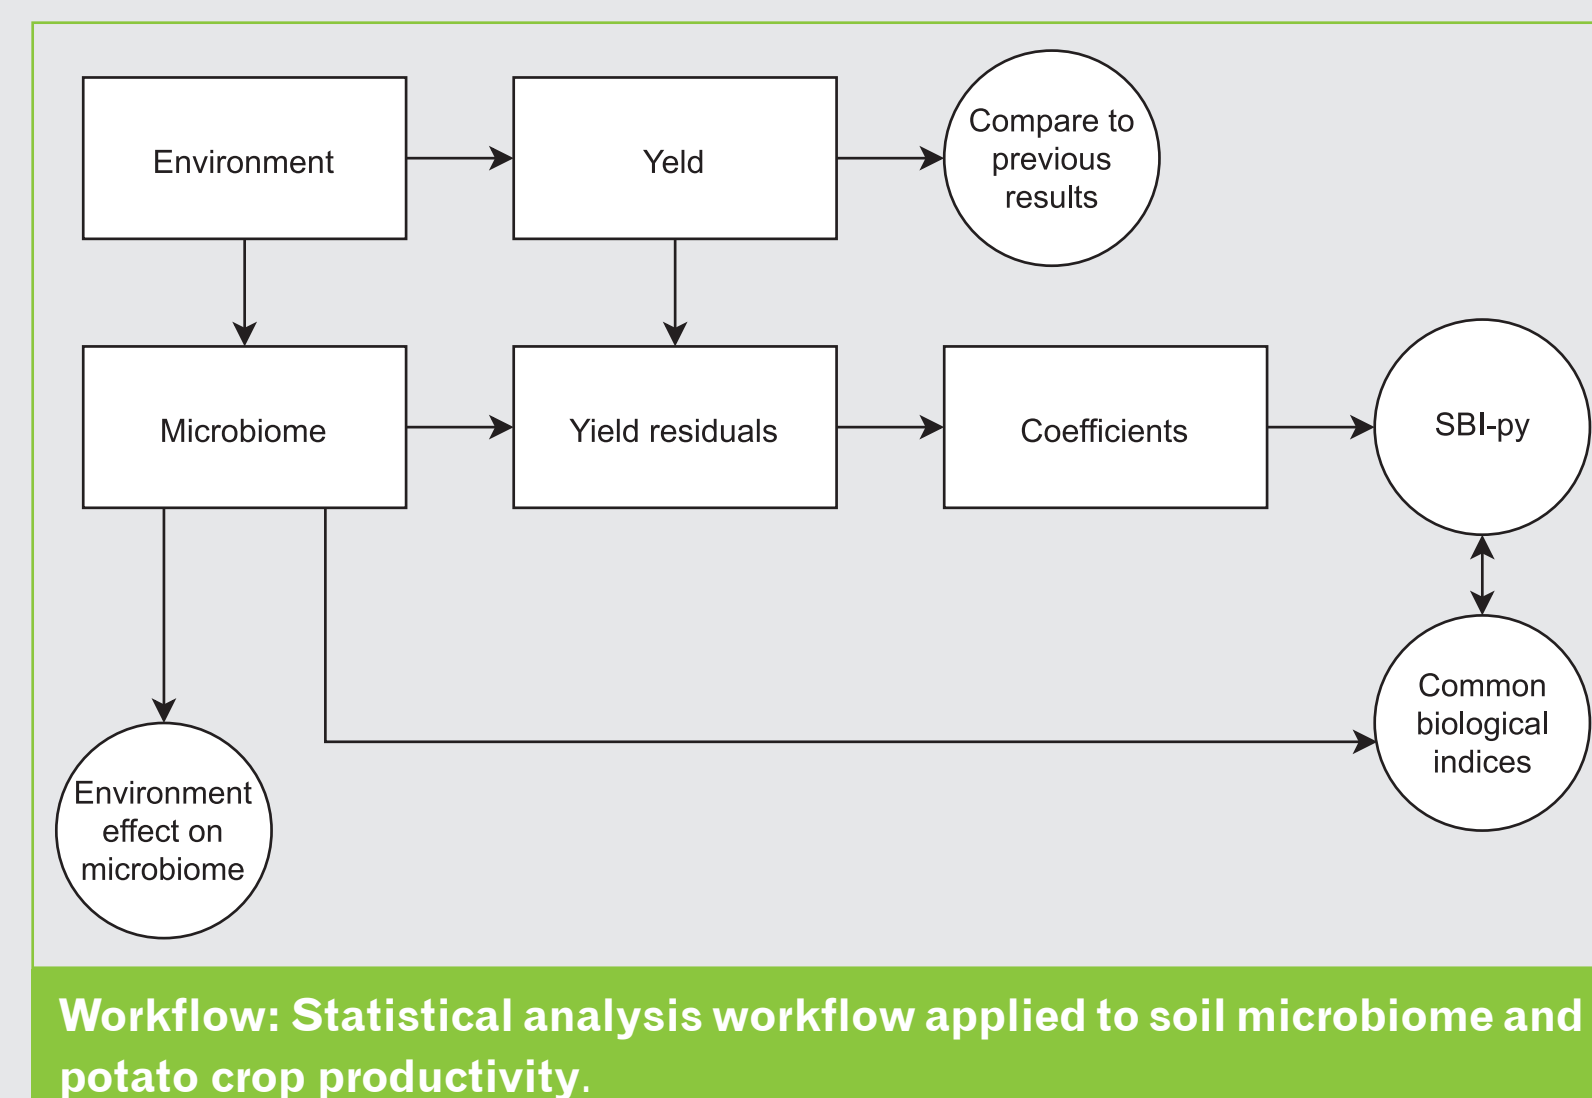 Environment
Yeld
Compare to
previous
results
Microbiome
Yield residuals
Coefficients
SBI-py
Common
biological
indices
Environment
effect on
microbiome
Workflow: Statistical analysis workflow applied to soil microbiome and
potato crop productivity.